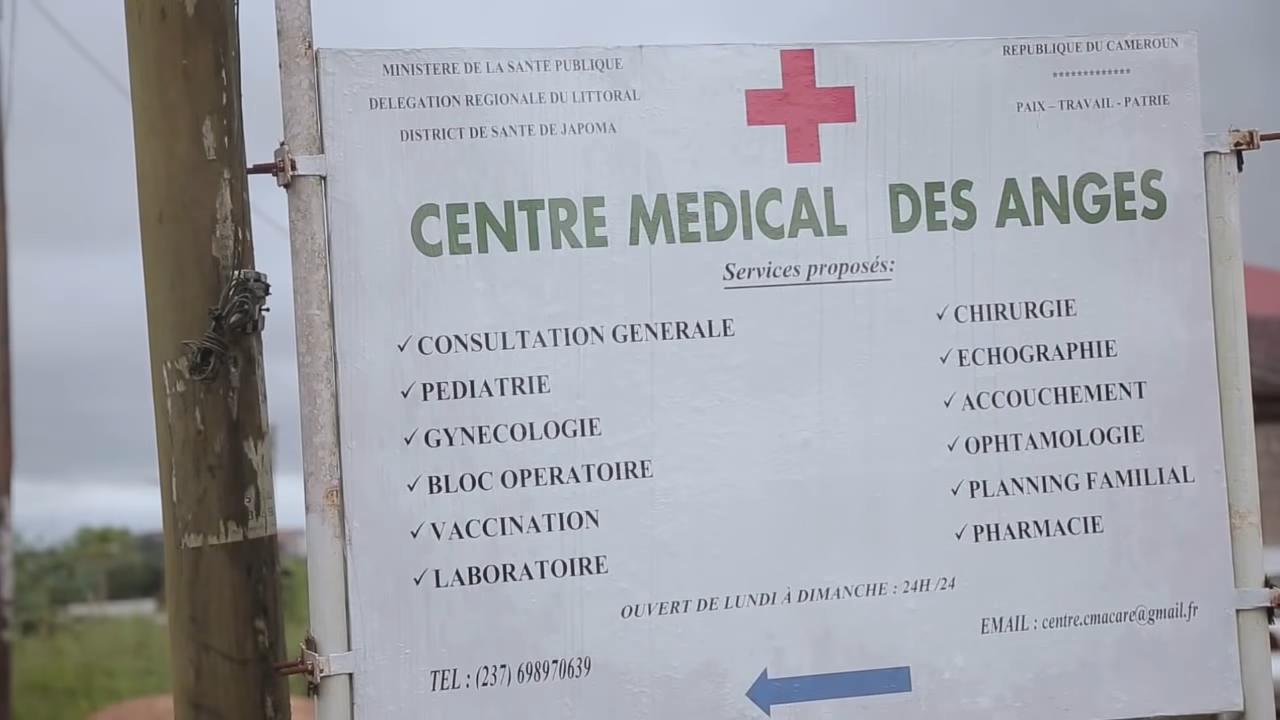 MINISTERE DE LA SANTE PUBLIQUE
DELEGATION REGIONALE DU LITTORAL
DISTRICT DE SANTE DE JAPOMA
REPUBLIQUE DU CAMEROUN
*************
PAIX – TRAVAIL - PATRIE
CENTRE MEDICAL DES ANGES
Services proposés:
✓ CONSULTATION GENERALE
✓ PEDIATRIE
✓ GYNECOLOGIE
✓ BLOC OPERATOIRE
✓ VACCINATION
✓ LABORATOIRE
✓ CHIRURGIE
✓ ECHOGRAPHIE
✓ ACCOUCHEMENT
✓ OPHTAMOLOGIE
✓ PLANNING FAMILIAL
✓ PHARMACIE
OUVERT DE LUNDI À DIMANCHE : 24H /24
EMAIL : centre.cmacare@gmail.fr
TEL : (237) 698970639